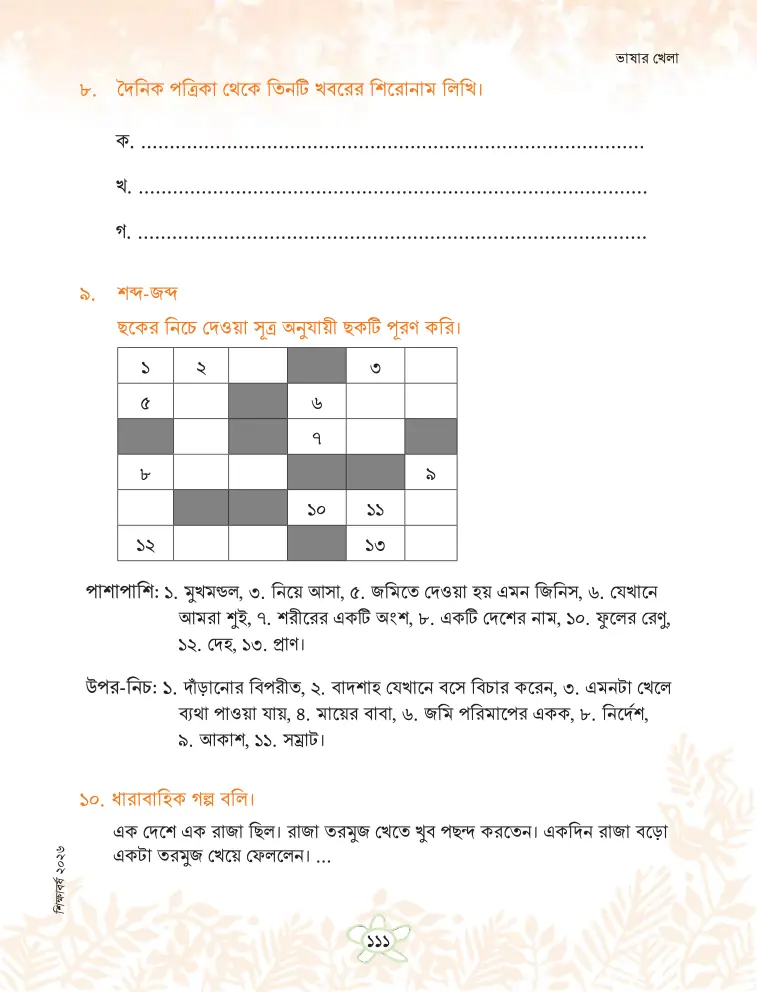 ভাষার খেলা
৮. দৈনিক পত্রিকা থেকে তিনটি খবরের শিরোনাম লিখি।
ক. ........................................................................................
খ. ........................................................................................
গ. ........................................................................................
৯. শব্দ-জব্দ
ছকের নিচে দেওয়া সূত্র অনুযায়ী ছকটি পূরণ করি।
১ ২ ৩
৫ ৬
৭
৮ ৯
১০ ১১
১২ ১৩
পাশাপাশি: ১. মুখমণ্ডল, ৩. নিয়ে আসা, ৫. জমিতে দেওয়া হয় এমন জিনিস, ৬. যেখানে
আমরা শুই, ৭. শরীরের একটি অংশ, ৮. একটি দেশের নাম, ১০. ফুলের রেণু,
১২. দেহ, ১৩. প্রাণ।
উপর-নিচ: ১. দাঁড়ানোর বিপরীত, ২. বাদশাহ যেখানে বসে বিচার করেন, ৩. এমনটা খেলে
ব্যথা পাওয়া যায়, ৪. মায়ের বাবা, ৬. জমি পরিমাপের একক, ৮. নির্দেশ,
৯. আকাশ, ১১. সম্রাট।
১০. ধারাবাহিক গল্প বলি।
এক দেশে এক রাজা ছিল। রাজা তরমুজ খেতে খুব পছন্দ করতেন। একদিন রাজা বড়ো
একটা তরমুজ খেয়ে ফেললেন। ...
শিক্ষাবর্ষ ২০২৬
১১১